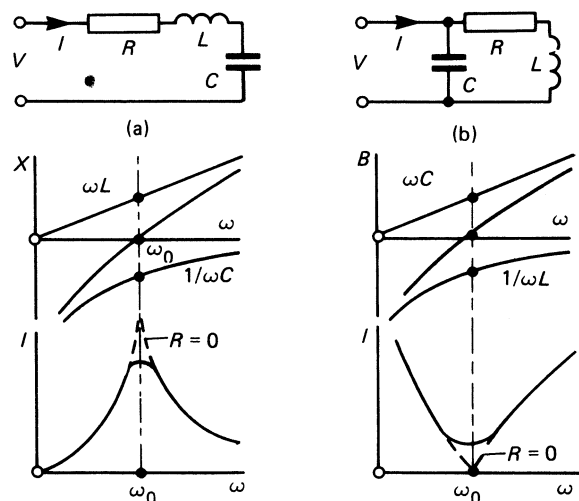 I R L
V C
(a)
I R
V C L
(b)
X
ωL
ω
ω₀
1/ωC
I
R = 0
ω₀ ω
B
ωC
ω
1/ωL
I
R = 0
ω₀ ω